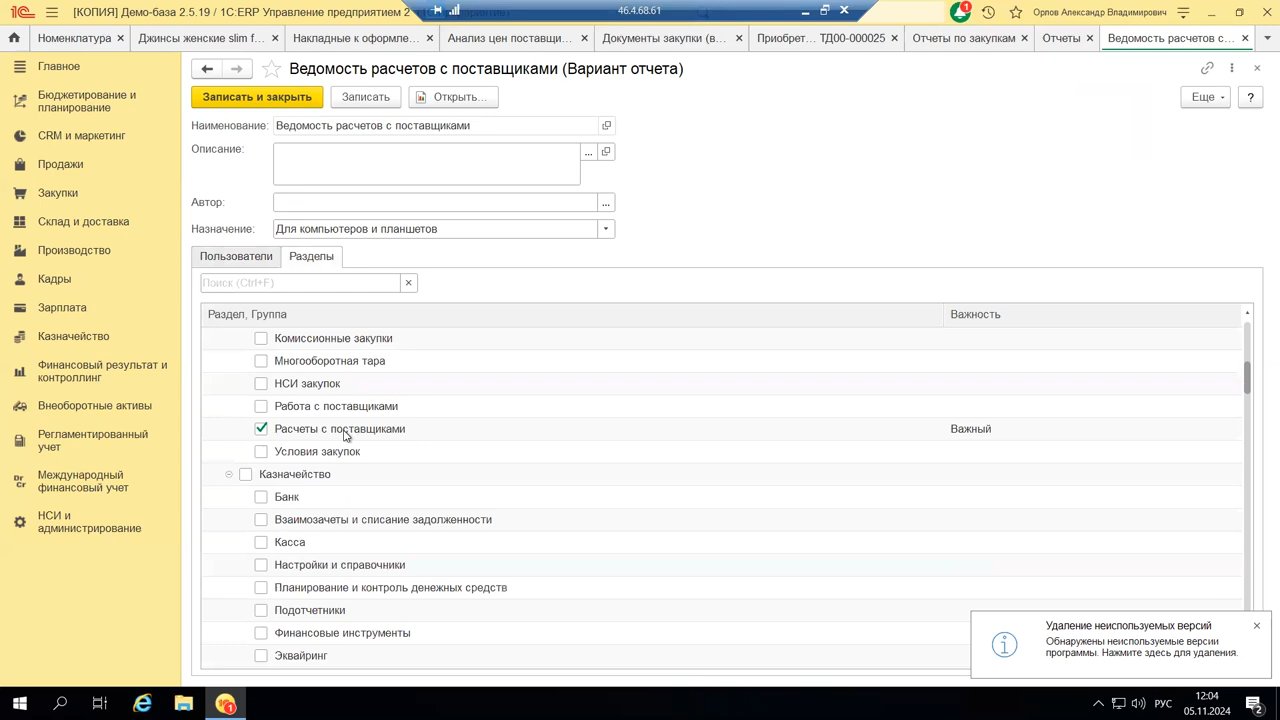 [КОПИЯ] Демо-база 2.5.19 / 1С:ERP Управление предприятием 2
46.4.68.61
Орлов Александр Владимирович
Номенклатура
Джинсы женские slim f...
Накладные к оформле...
Анализ цен поставщи...
Документы закупки (в...
Приобрет... ТД00-000025
Отчеты по закупкам
Отчеты
Ведомость расчетов с...
Главное
Бюджетирование и
планирование
CRM и маркетинг
Продажи
Закупки
Склад и доставка
Производство
Кадры
Зарплата
Казначейство
Финансовый результат и
контроллинг
Внеоборотные активы
Регламентированный
учет
Международный
финансовый учет
НСИ и
администрирование
Ведомость расчетов с поставщиками (Вариант отчета)
Записать и закрыть
Записать
Открыть...
Еще
?
Наименование: Ведомость расчетов с поставщиками
Описание:
Автор:
Назначение: Для компьютеров и планшетов
Пользователи
Разделы
Поиск (Ctrl+F)
Раздел, Группа
Важность
Комиссионные закупки
Многооборотная тара
НСИ закупок
Работа с поставщиками
Расчеты с поставщиками
Важный
Условия закупок
Казначейство
Банк
Взаимозачеты и списание задолженности
Касса
Настройки и справочники
Планирование и контроль денежных средств
Подотчетники
Финансовые инструменты
Эквайринг
Удаление неиспользуемых версий
Обнаружены неиспользуемые версии
программы. Нажмите здесь для удаления.
РУС
12:04
05.11.2024